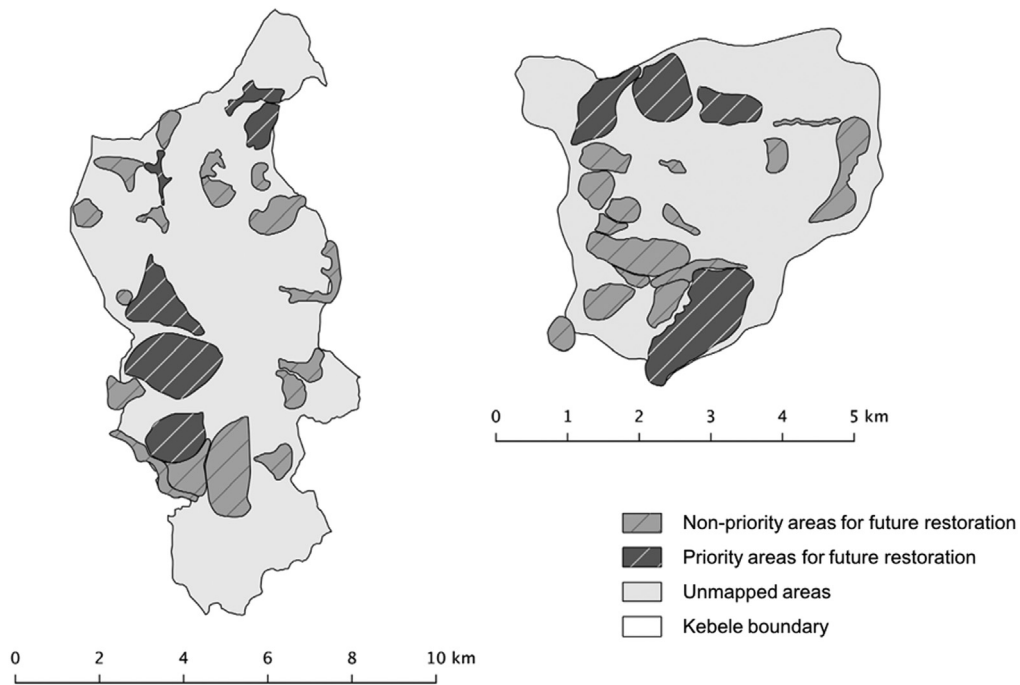 0 1 2 3 4 5 km
Non-priority areas for future restoration
Priority areas for future restoration
Unmapped areas
Kebele boundary
0 2 4 6 8 10 km